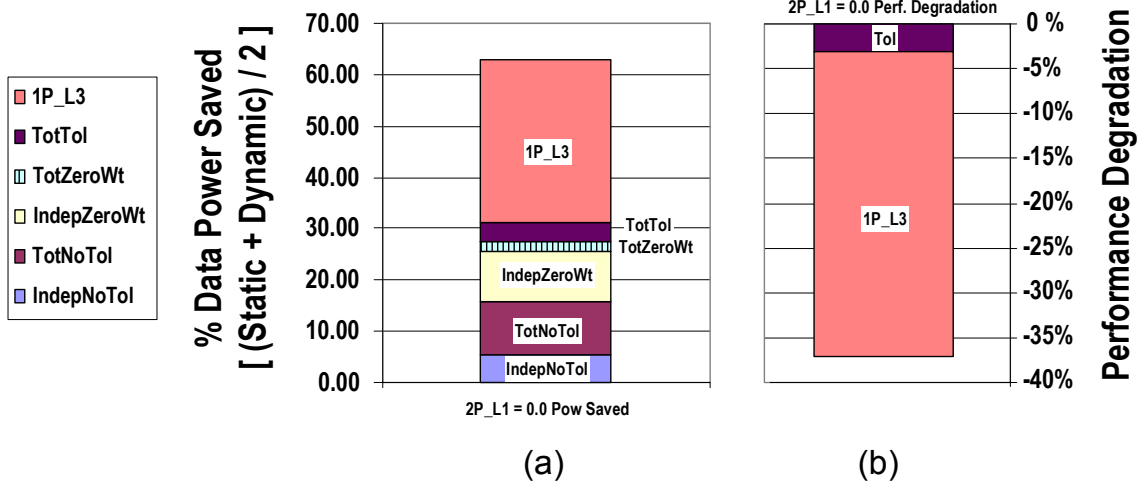 1P_L3
TotTol
TotZeroWt
IndepZeroWt
TotNoTol
IndepNoTol
% Data Power Saved
[ (Static + Dynamic) / 2 ]
70.00
60.00
50.00
40.00
30.00
20.00
10.00
0.00
1P_L3
TotTol
TotZeroWt
IndepZeroWt
TotNoTol
IndepNoTol
2P_L1 = 0.0 Pow Saved
(a)
2P_L1 = 0.0 Perf. Degradation
Tol
1P_L3
0 %
-5%
-10%
-15%
-20%
-25%
-30%
-35%
-40%
Performance Degradation
(b)